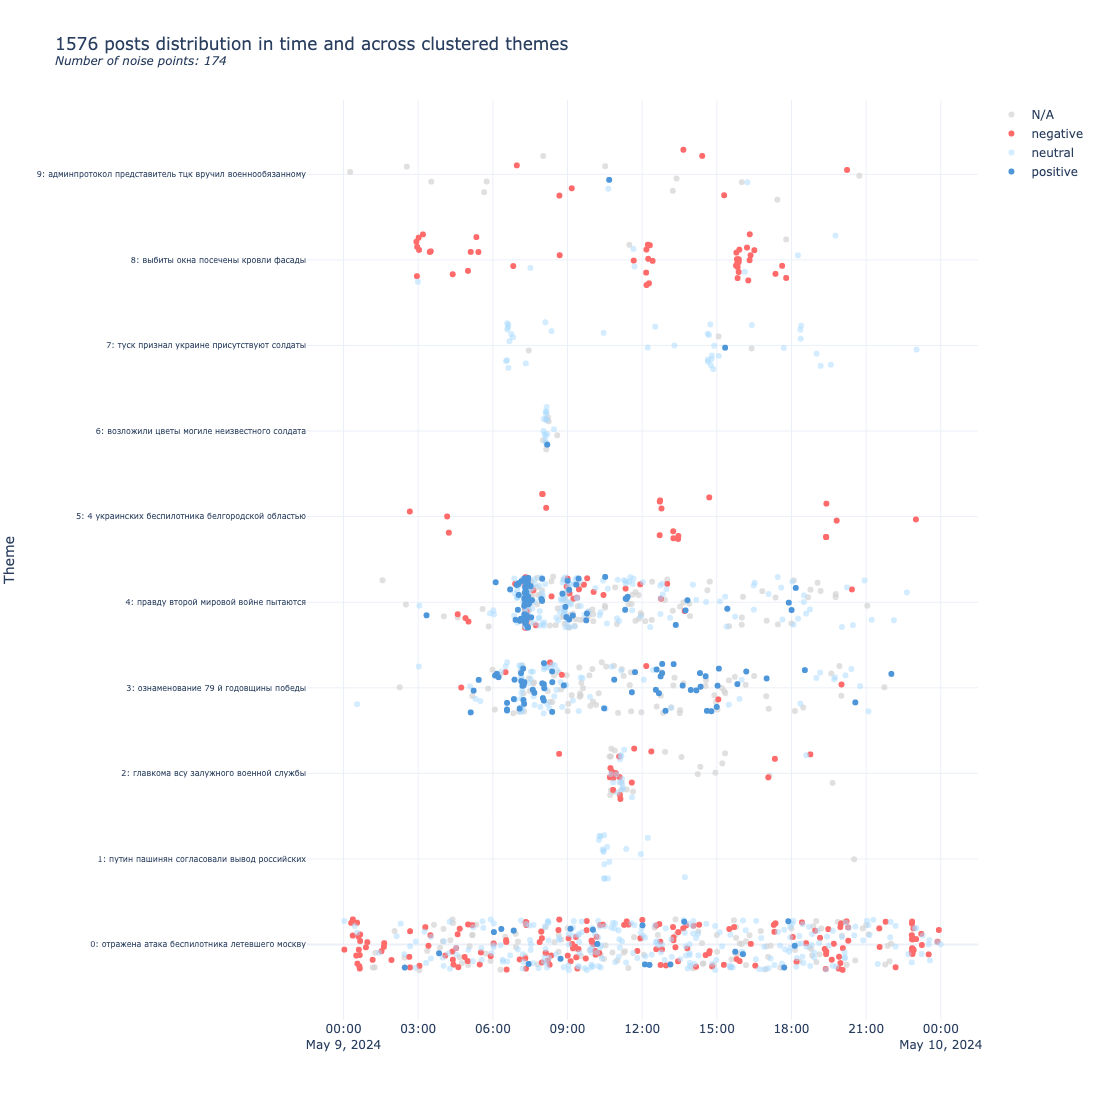 1576 posts distribution in time and across clustered themes
Number of noise points: 174
N/A
negative
neutral
positive
Theme
9: админпротокол представитель тцк вручил военнообязанному
8: выбиты окна посечены кровли фасады
7: туск признал украине присутствуют солдаты
6: возложили цветы могиле неизвестного солдата
5: 4 украинских беспилотника белгородской областью
4: правду второй мировой войне пытаются
3: ознаменование 79 й годовщины победы
2: главкома всу залужного военной службы
1: путин пашинян согласовали вывод российских
0: отражена атака беспилотника летевшего москву
00:00 03:00 06:00 09:00 12:00 15:00 18:00 21:00 00:00
May 9, 2024 May 10, 2024